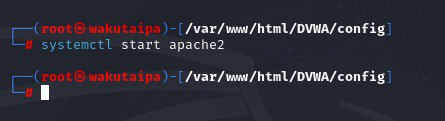 ┌──(root㉿wakutaipa)-[/var/www/html/DVWA/config]
└─# systemctl start apache2
┌──(root㉿wakutaipa)-[/var/www/html/DVWA/config]
└─#